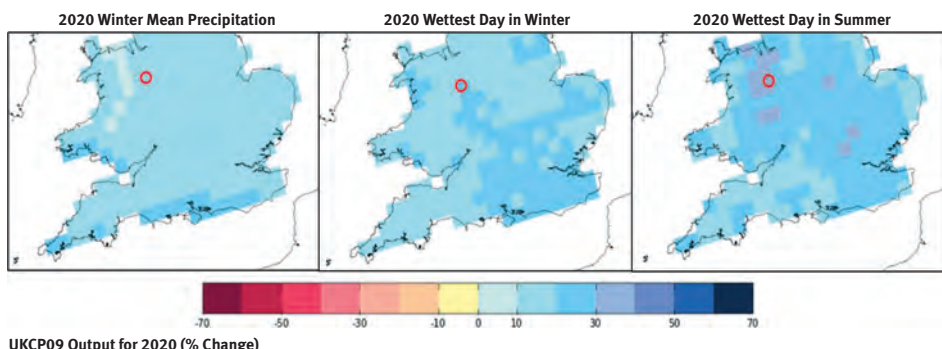 2020 Winter Mean Precipitation
2020 Wettest Day in Winter
2020 Wettest Day in Summer
-70 -50 -30 -10 0 10 30 50 70
UKCP09 Output for 2020 (% Change)